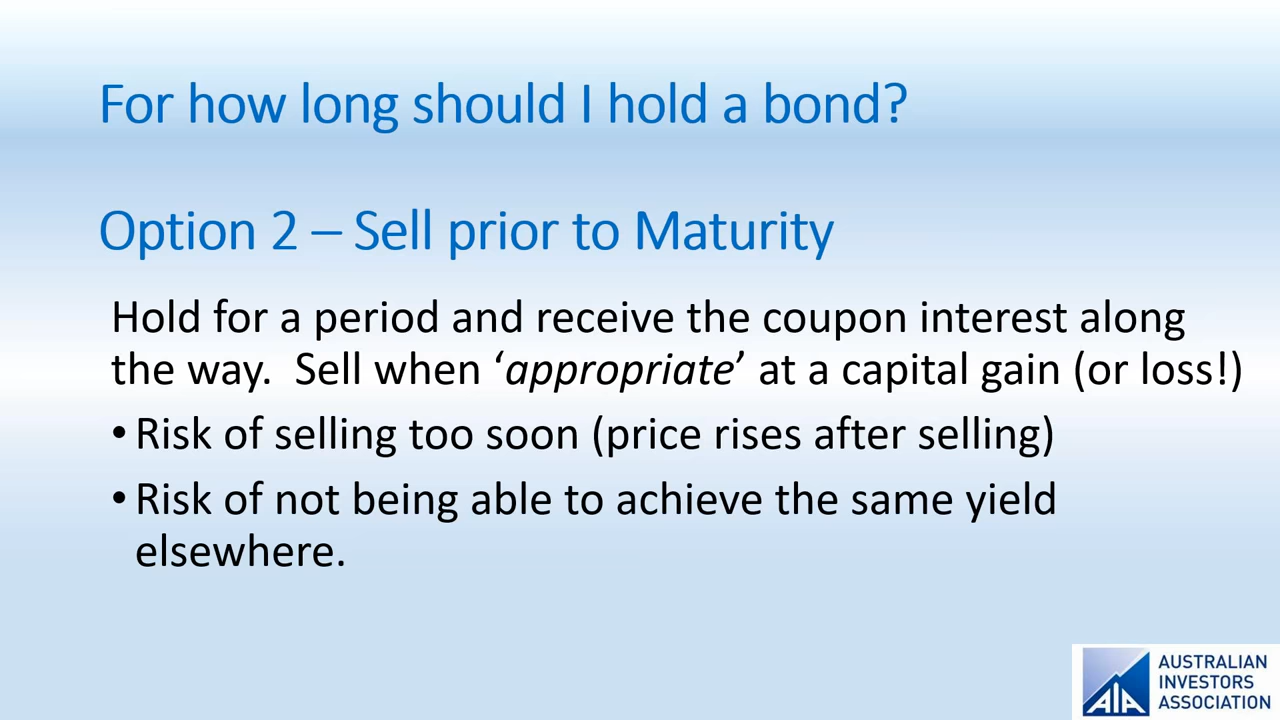 For how long should I hold a bond?
Option 2 – Sell prior to Maturity
Hold for a period and receive the coupon interest along
the way.  Sell when ‘appropriate’ at a capital gain (or loss!)
• Risk of selling too soon (price rises after selling)
• Risk of not being able to achieve the same yield
elsewhere.
AIA
AUSTRALIAN
INVESTORS
ASSOCIATION